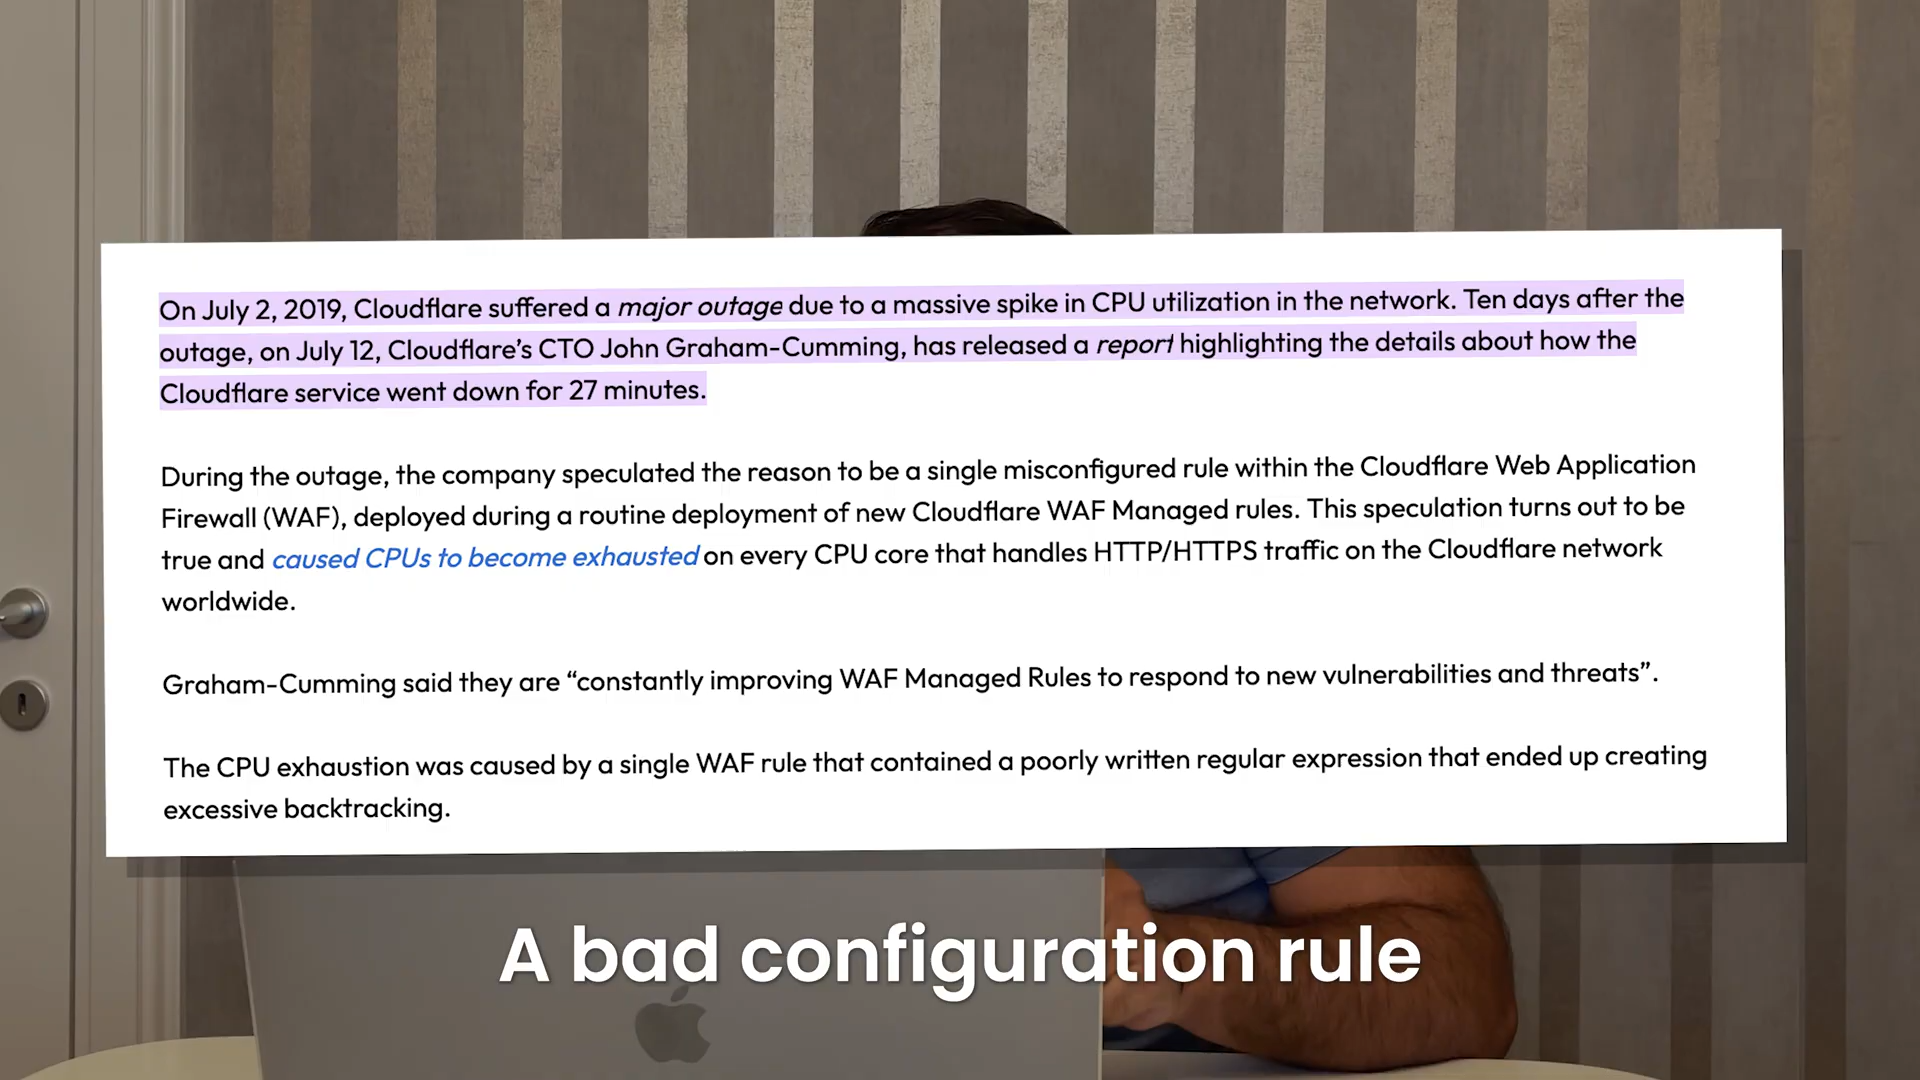 On July 2, 2019, Cloudflare suffered a major outage due to a massive spike in CPU utilization in the network. Ten days after the
outage, on July 12, Cloudflare's CTO John Graham-Cumming, has released a report highlighting the details about how the
Cloudflare service went down for 27 minutes.
During the outage, the company speculated the reason to be a single misconfigured rule within the Cloudflare Web Application
Firewall (WAF), deployed during a routine deployment of new Cloudflare WAF Managed rules. This speculation turns out to be
true and caused CPUs to become exhausted on every CPU core that handles HTTP/HTTPS traffic on the Cloudflare network
worldwide.
Graham-Cumming said they are “constantly improving WAF Managed Rules to respond to new vulnerabilities and threats”.
The CPU exhaustion was caused by a single WAF rule that contained a poorly written regular expression that ended up creating
excessive backtracking.
A bad configuration rule